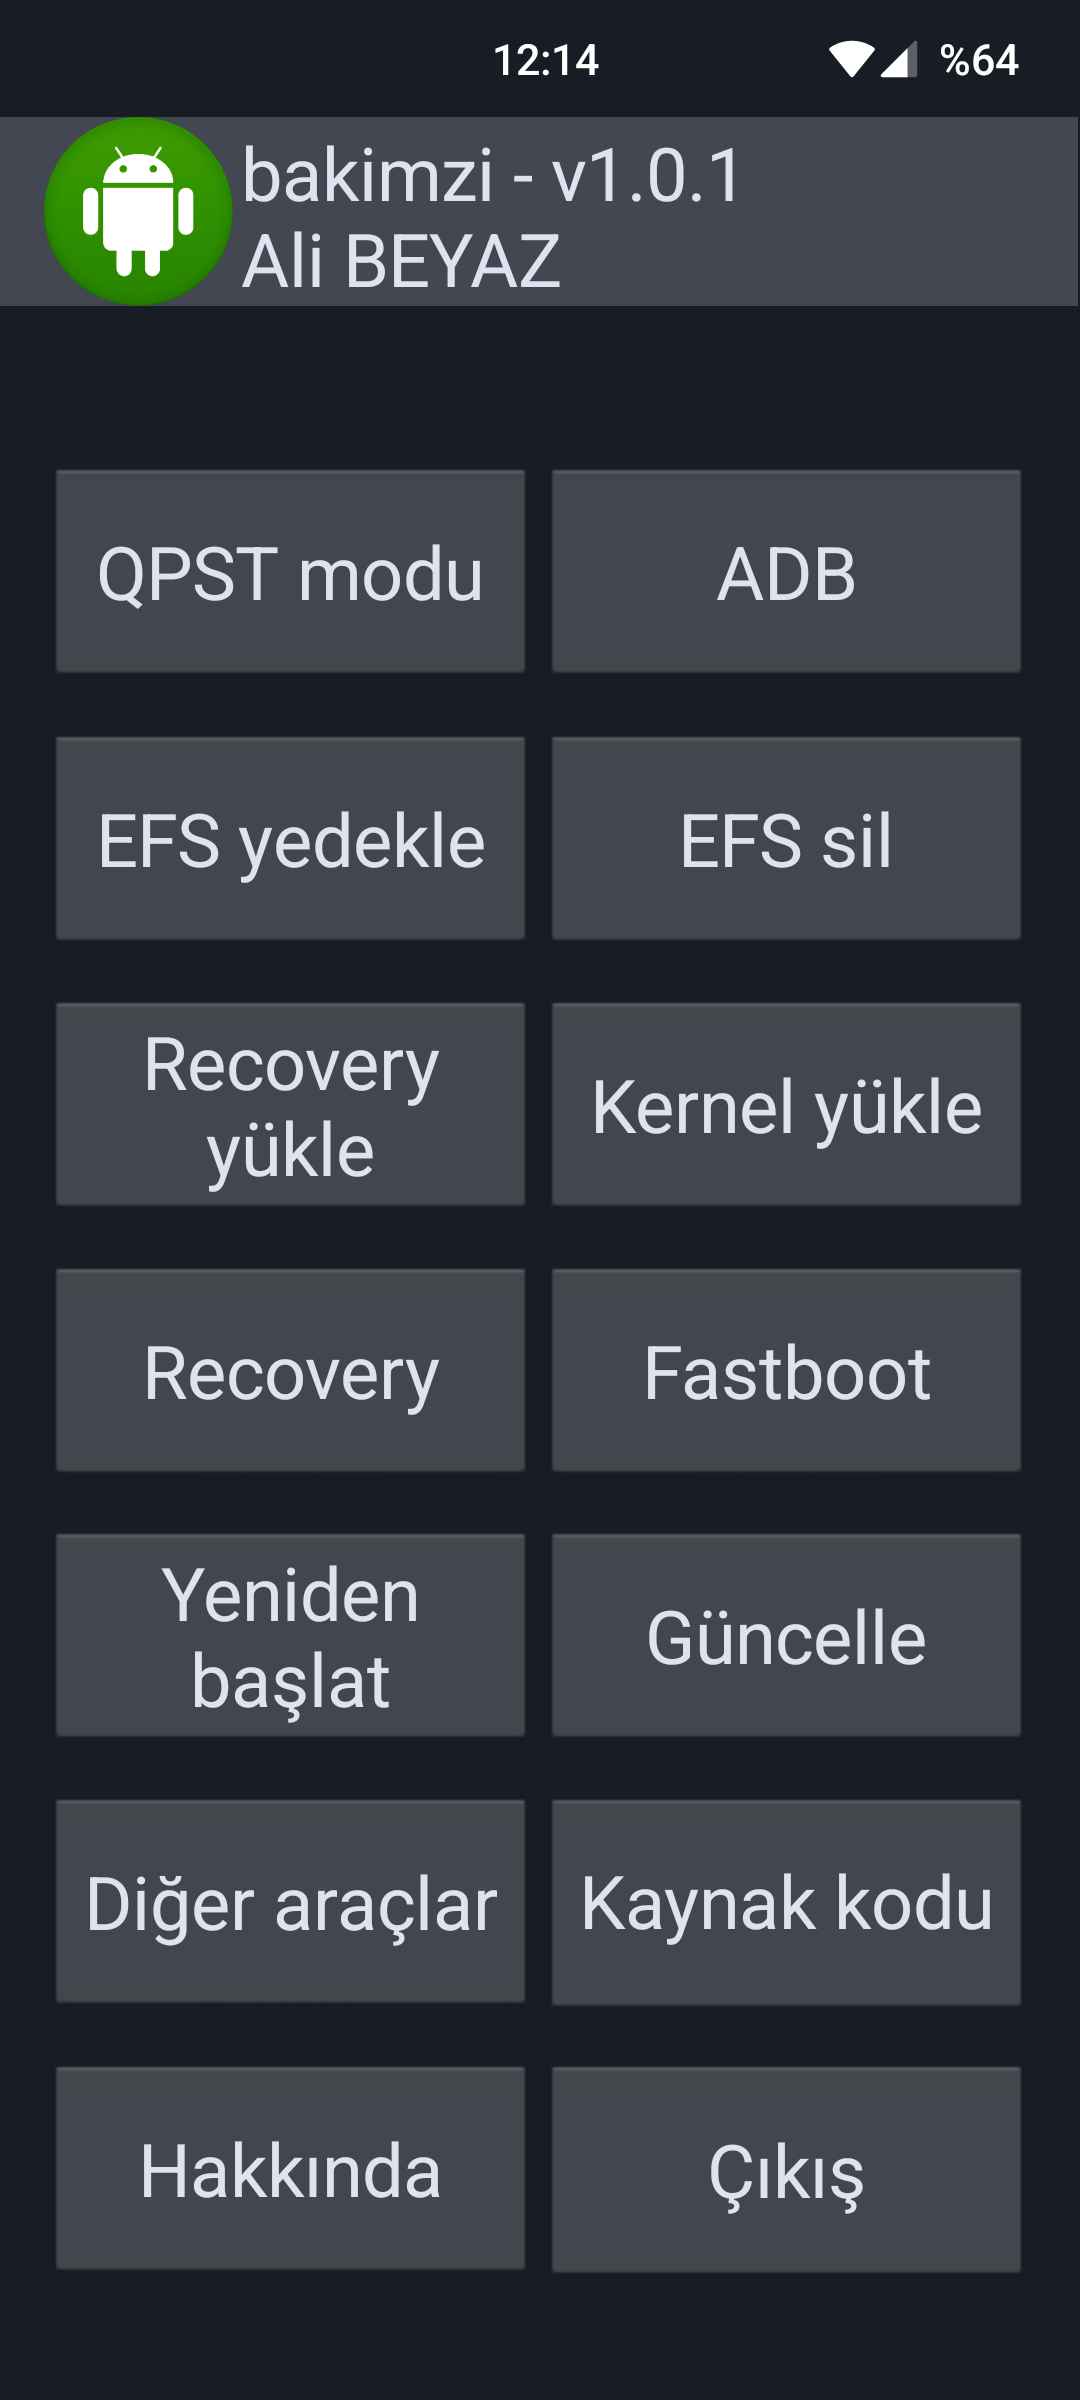 12:14 %64
bakimzi - v1.0.1
Ali BEYAZ
QPST modu
ADB
EFS yedekle
EFS sil
Recovery
yükle
Kernel yükle
Recovery
Fastboot
Yeniden
başlat
Güncelle
Diğer araçlar
Kaynak kodu
Hakkında
Çıkış